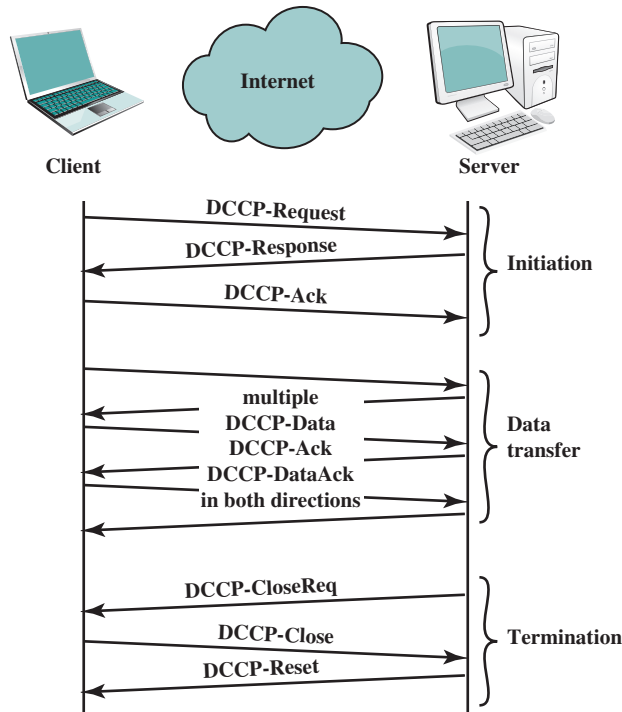 Internet
Client
Server
DCCP-Request
DCCP-Response
DCCP-Ack
Initiation
multiple
DCCP-Data
DCCP-Ack
DCCP-DataAck
in both directions
Data
transfer
DCCP-CloseReq
DCCP-Close
DCCP-Reset
Termination